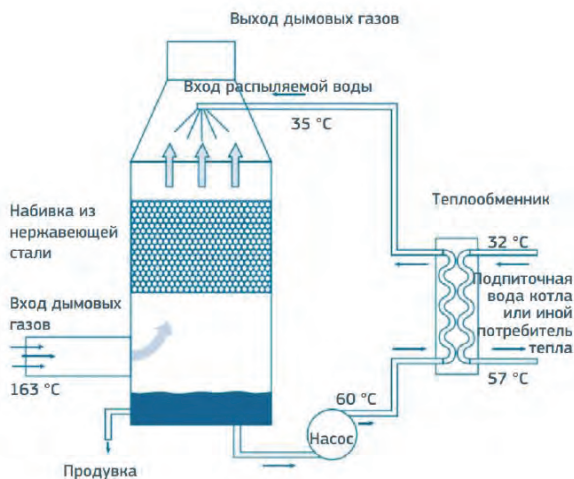 Выход дымовых газов
Вход распыляемой воды
35 °C
Теплообменник
Набивка из
нержавеющей
стали
32 °C
Подпиточная
вода котла
или иной
потребитель
тепла
Вход дымовых
газов
163 °C
57 °C
60 °C
Насос
Продувка